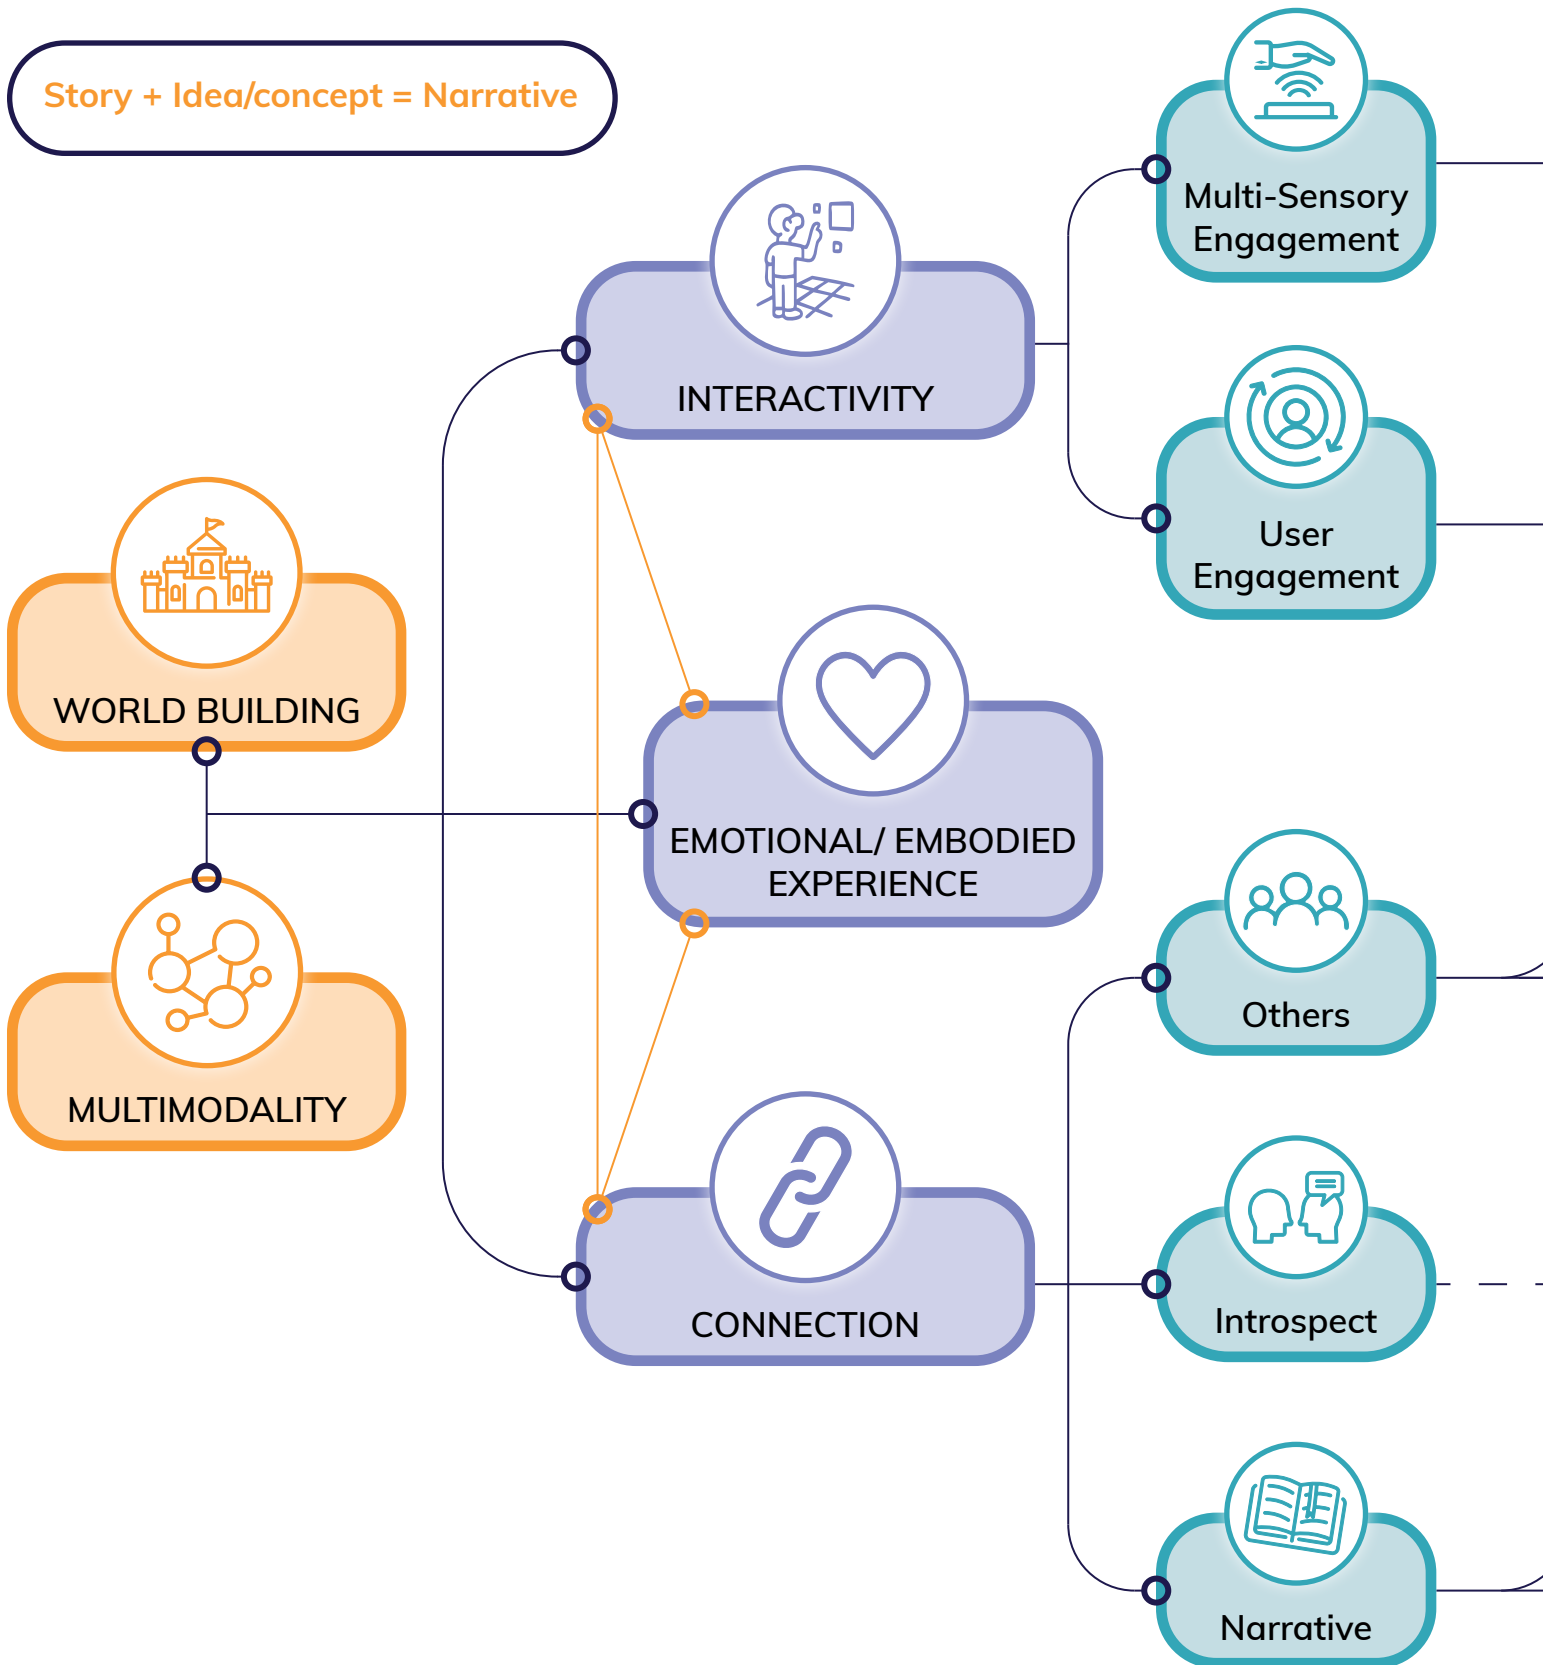 Story + Idea/concept = Narrative
Multi-Sensory
Engagement
INTERACTIVITY
User
Engagement
WORLD BUILDING
EMOTIONAL/ EMBODIED
EXPERIENCE
Others
MULTIMODALITY
CONNECTION
Introspect
Narrative